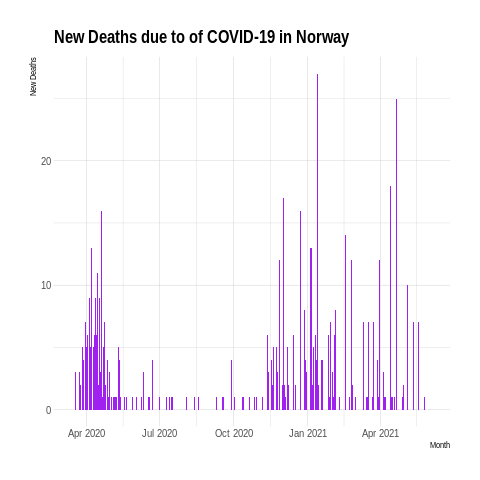 New Deaths due to of COVID-19 in Norway
New Deaths
20
10
0
Apr 2020 Jul 2020 Oct 2020 Jan 2021 Apr 2021
Month